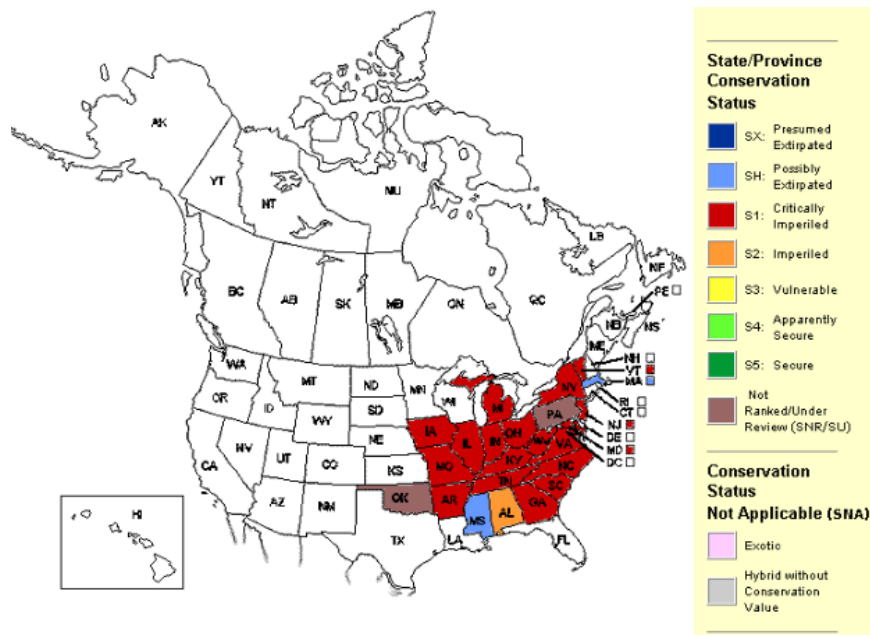 AK
YT
NT
NU
BC
AB
SK
MB
ON
QC
LB
NF
PE
NB
NS
ME
NH
VT
MA
RI
CT
NJ
DE
MD
DC
WA
OR
ID
MT
ND
SD
WY
NE
MN
WI
MI
IA
IL
IN
OH
PA
NY
NV
UT
CO
KS
MO
KY
WV
VA
CA
AZ
NM
OK
AR
TN
NC
SC
TX
LA
MS
AL
GA
FL
HI
State/Province
Conservation
Status
SX: Presumed
Extirpated
SH: Possibly
Extirpated
S1: Critically
Imperiled
S2: Imperiled
S3: Vulnerable
S4: Apparently
Secure
S5: Secure
Not
Ranked/Under
Review (SNR/SU)
Conservation
Status
Not Applicable (SNA)
Exotic
Hybrid without
Conservation
Value